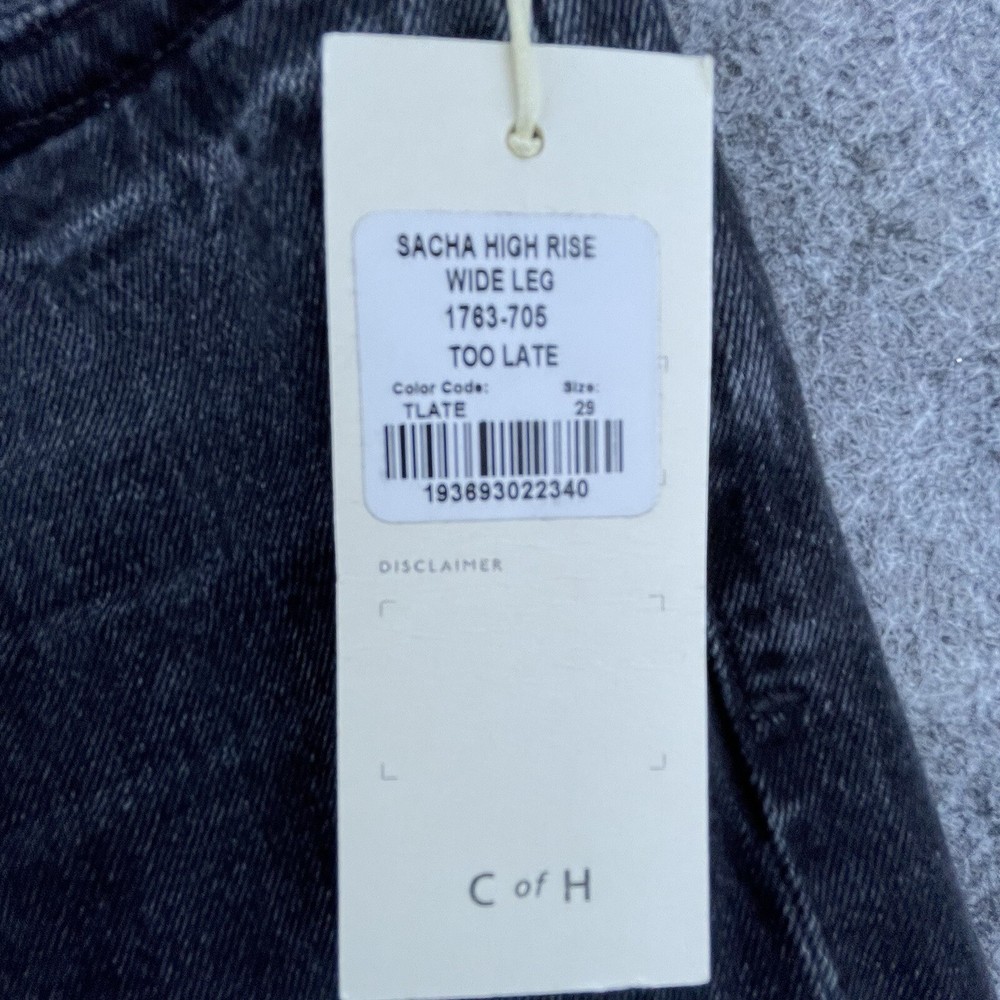 SACHA HIGH RISE
WIDE LEG
1763-705
TOO LATE
Color Code: Size:
TLATE 29
193693022340
DISCLAIMER
C of H